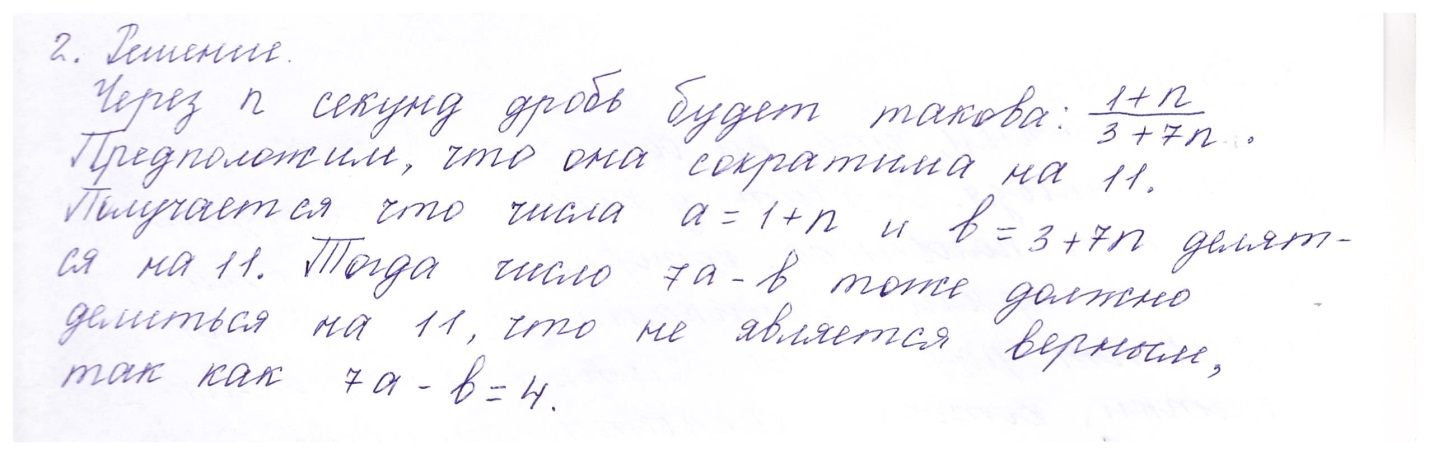 2. Решение.
Через n секунд дробь будет такова: \frac{1+n}{3+7n}.
Предположим, что она сократима на 11.
Получается что числа a=1+n и b=3+7n делят-
ся на 11. Тогда число 7a-b тоже должно
делиться на 11, что не является верным,
так как 7a-b=4.